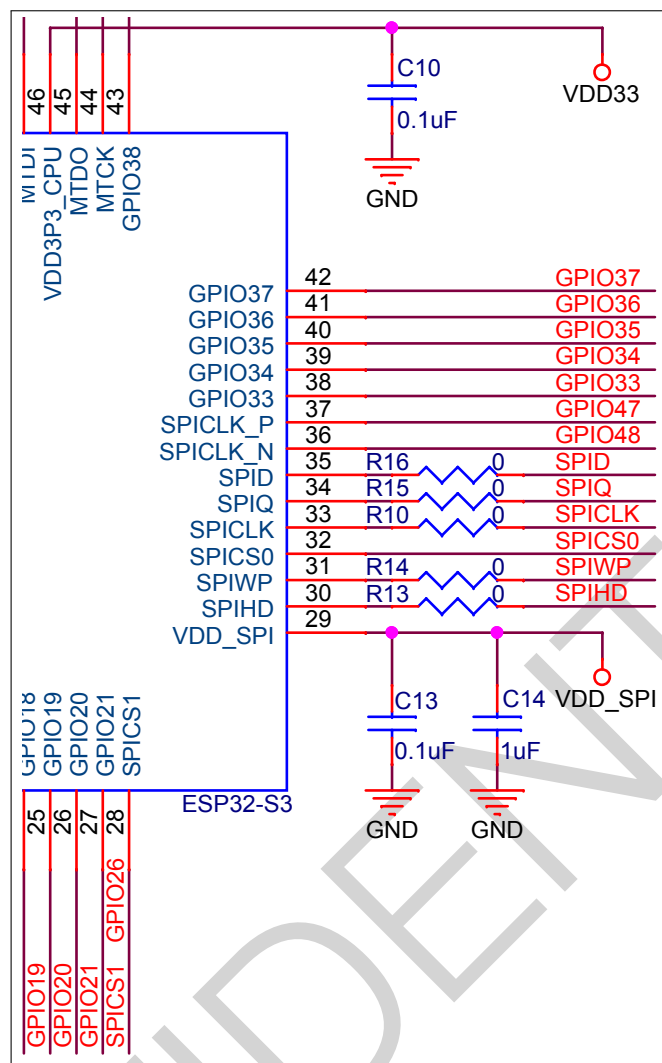 46
45
44
43
MTDI
VDD3P3_CPU
MTDO
MTCK
GPIO38
C10
0.1uF
GND
VDD33
GPIO37 42 GPIO37
GPIO36 41 GPIO36
GPIO35 40 GPIO35
GPIO34 39 GPIO34
GPIO33 38 GPIO33
SPICLK_P 37 GPIO47
SPICLK_N 36 GPIO48
SPID 35 R16 0 SPID
SPIQ 34 R15 0 SPIQ
SPICLK 33 R10 0 SPICLK
SPICS0 32 SPICS0
SPIWP 31 R14 0 SPIWP
SPIHD 30 R13 0 SPIHD
VDD_SPI 29
VDD_SPI
C13
0.1uF
GND
C14
1uF
GND
GPIO18
GPIO19
GPIO20
GPIO21
SPICS1
ESP32-S3
25
26
27
28
GPIO26
GPIO19
GPIO20
GPIO21
SPICS1
IDENT